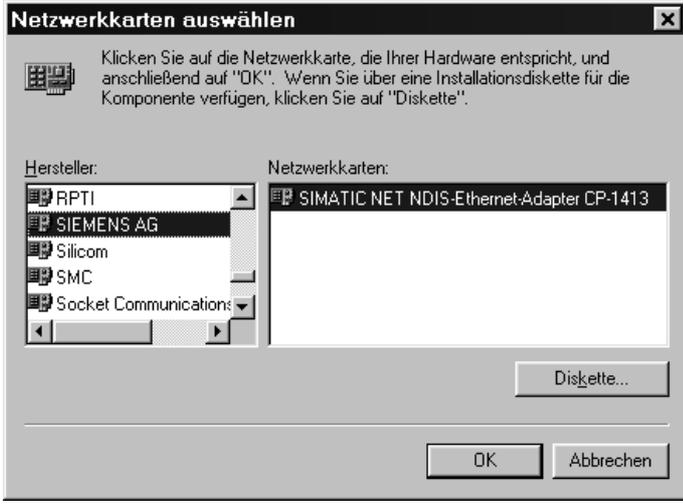 Netzwerkkarten auswählen
Klicken Sie auf die Netzwerkkarte, die Ihrer Hardware entspricht, und
anschließend auf "OK". Wenn Sie über eine Installationsdiskette für die
Komponente verfügen, klicken Sie auf "Diskette".
Hersteller:
RPTI
SIEMENS AG
Silicom
SMC
Socket Communications
Netzwerkkarten:
SIMATIC NET NDIS-Ethernet-Adapter CP-1413
Diskette...
OK
Abbrechen